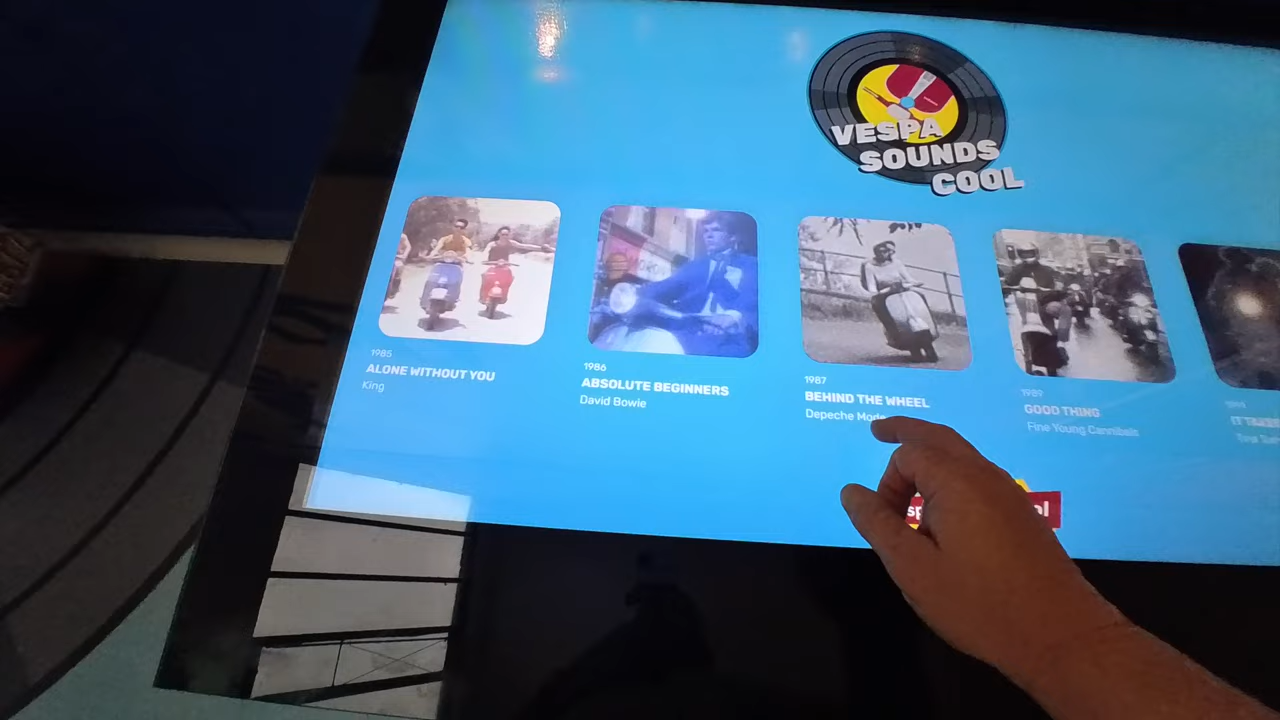 VESPA
SOUNDS
COOL
1985
ALONE WITHOUT YOU
King
1986
ABSOLUTE BEGINNERS
David Bowie
1987
BEHIND THE WHEEL
Depeche Mode
1989
GOOD THING
Fine Young Cannibals